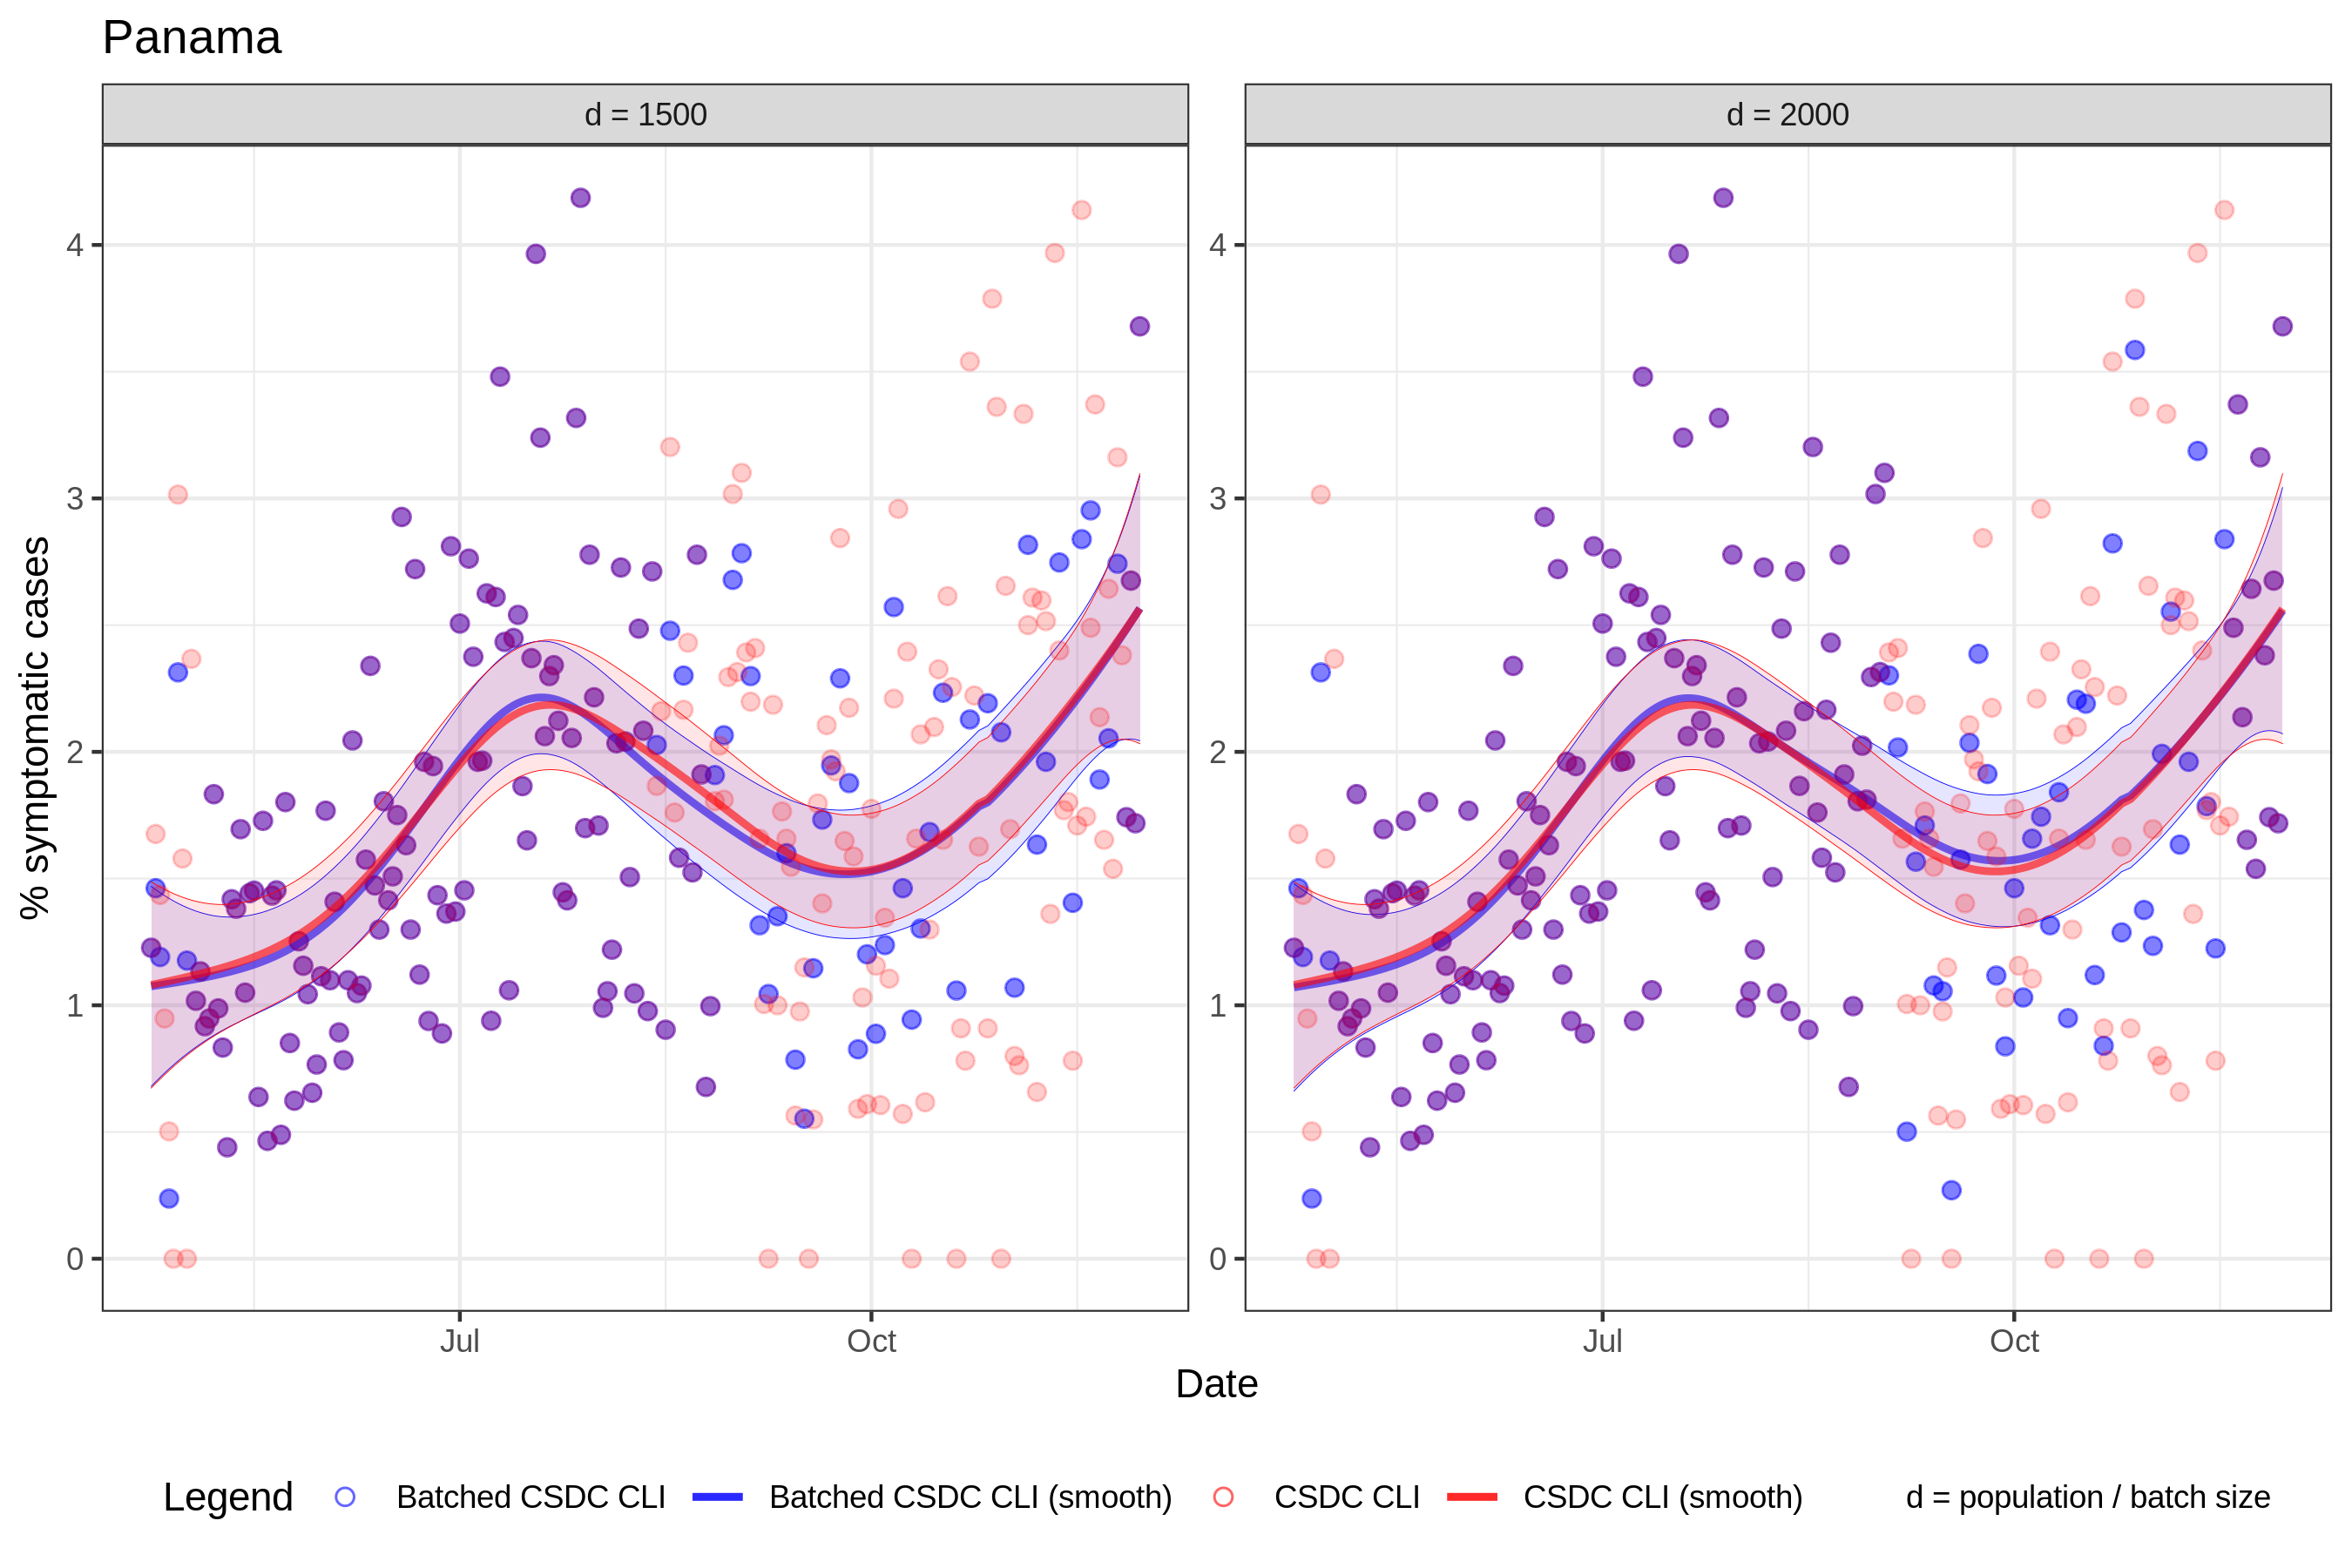 Panama
d = 1500
d = 2000
% symptomatic cases
4
3
2
1
0
4
3
2
1
0
Jul
Oct
Jul
Oct
Date
Legend
Batched CSDC CLI
Batched CSDC CLI (smooth)
CSDC CLI
CSDC CLI (smooth)
d = population / batch size